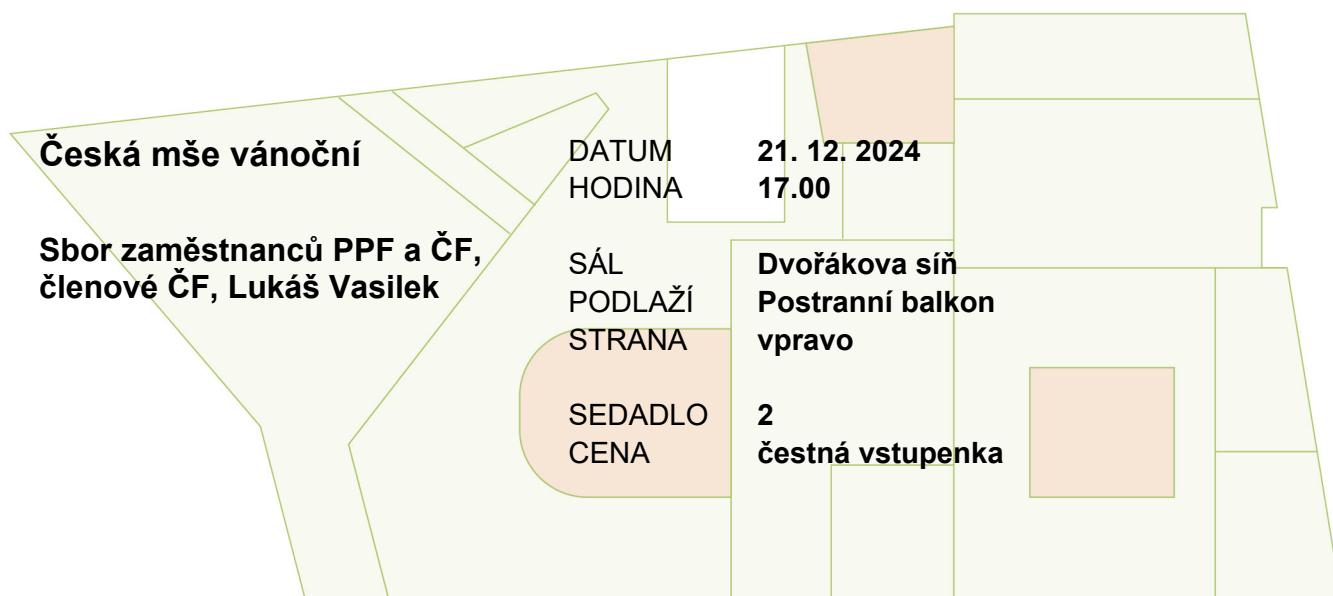 Česká mše vánoční
Sbor zaměstnanců PPF a ČF,
členové ČF, Lukáš Vasilek
DATUM 21. 12. 2024
HODINA 17.00
SÁL Dvořákova síň
PODLAŽÍ Postranní balkon
STRANA vpravo
SEDADLO 2
CENA čestná vstupenka